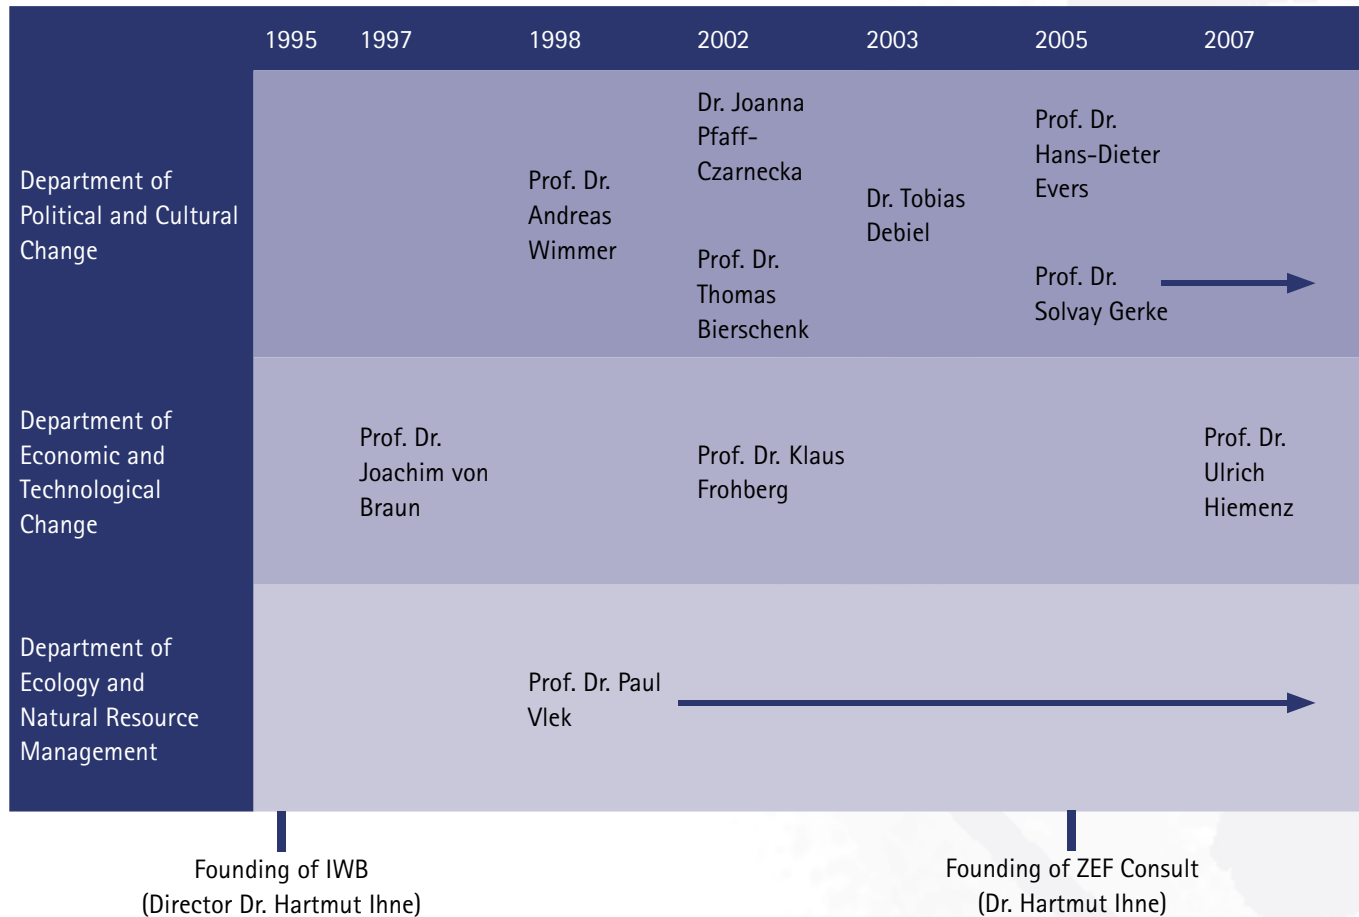 1995 1997 1998 2002 2003 2005 2007
Department of
Political and Cultural
Change
Prof. Dr.
Andreas
Wimmer
Dr. Joanna
Pfaff-
Czarnecka
Prof. Dr.
Thomas
Bierschenk
Dr. Tobias
Debiel
Prof. Dr.
Hans-Dieter
Evers
Prof. Dr.
Solvay Gerke
Department of
Economic and
Technological
Change
Prof. Dr.
Joachim von
Braun
Prof. Dr. Klaus
Frohberg
Prof. Dr.
Ulrich
Hiemenz
Department of
Ecology and
Natural Resource
Management
Prof. Dr. Paul
Vlek
Founding of IWB
(Director Dr. Hartmut Ihne)
Founding of ZEF Consult
(Dr. Hartmut Ihne)